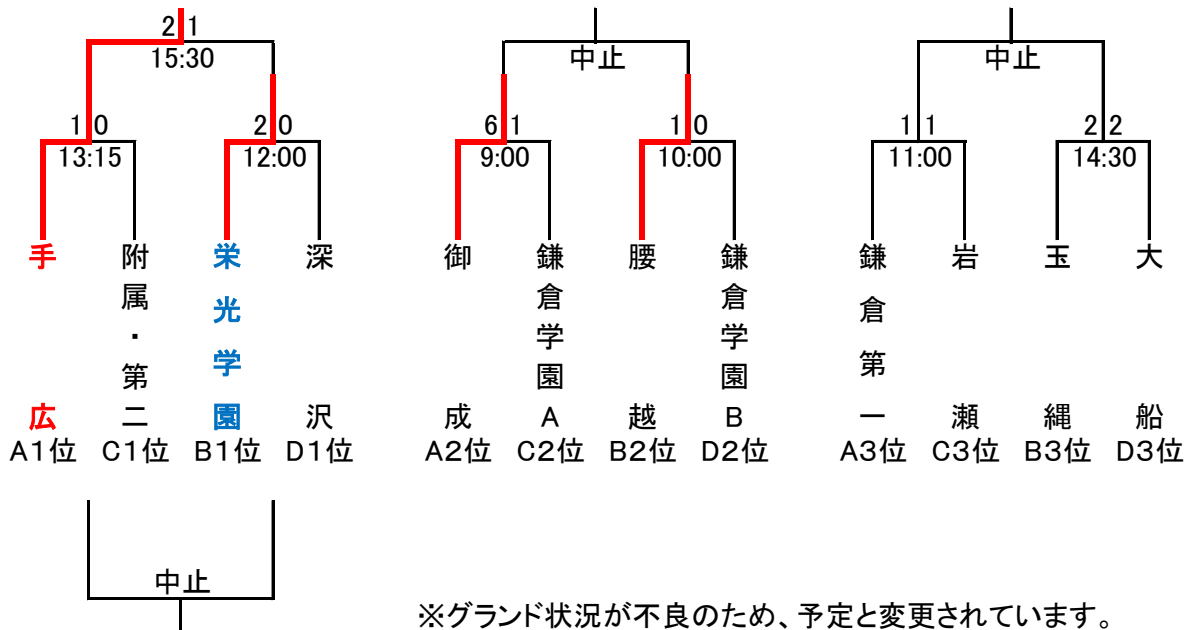 2 1
15:30
中止
中止
1 0
13:15
2 0
12:00
6 1
9:00
1 0
10:00
1 1
11:00
2 2
14:30
手広
附属・第二
栄光学園
深沢
御成
鎌倉学園A
腰越
鎌倉学園B
鎌倉第一
岩瀬
玉縄
大船
A1位 C1位 B1位 D1位 A2位 C2位 B2位 D2位 A3位 C3位 B3位 D3位
中止
※グランド状況が不良のため、予定と変更されています。